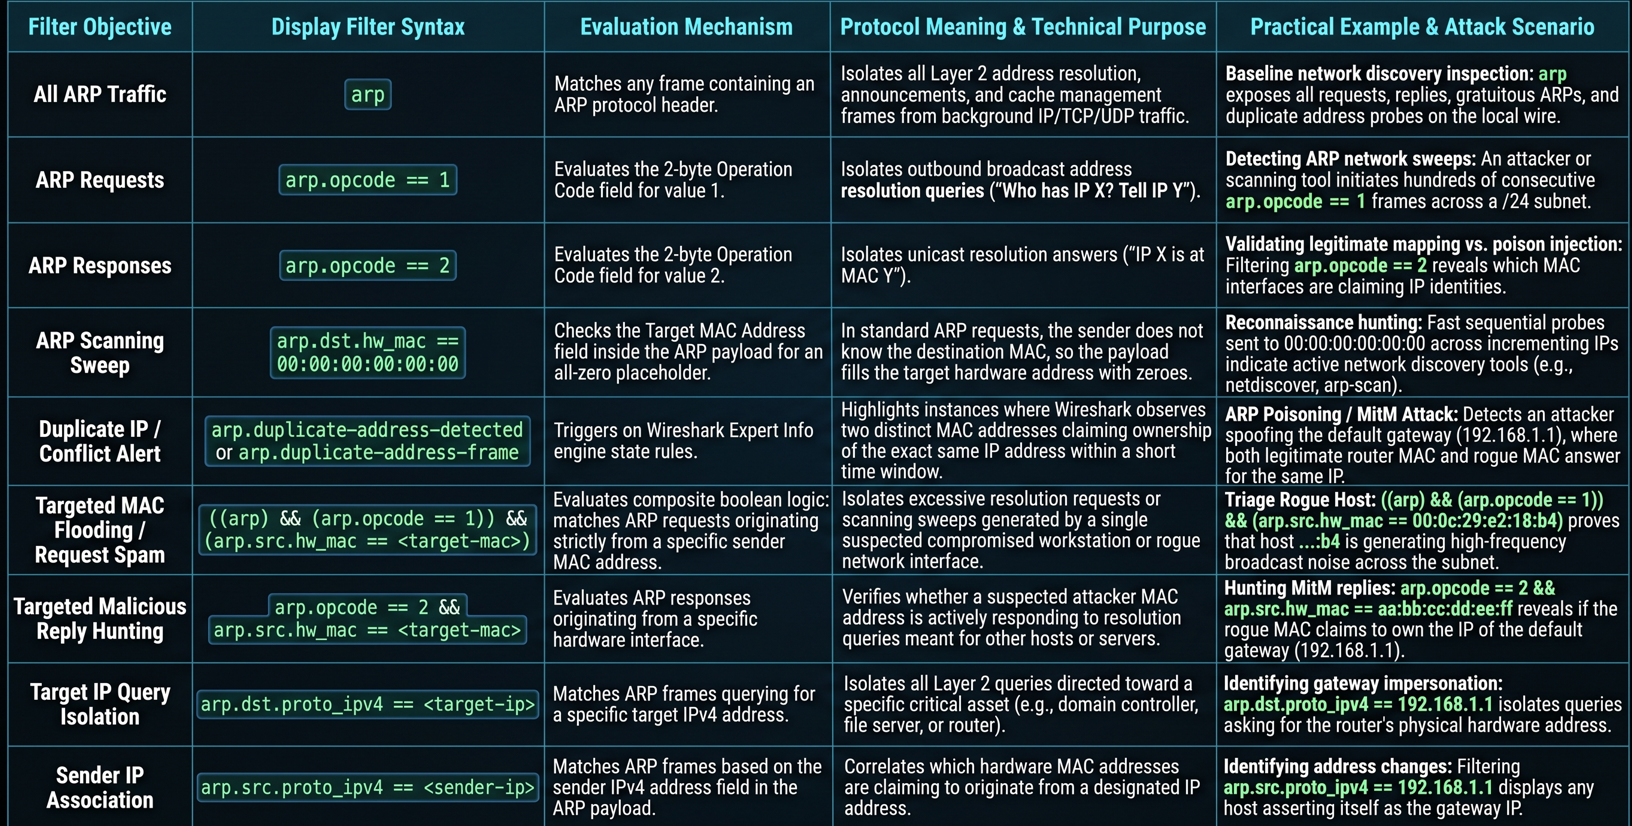 Filter Objective
Display Filter Syntax
Evaluation Mechanism
Protocol Meaning & Technical Purpose
Practical Example & Attack Scenario
All ARP Traffic
arp
Matches any frame containing an
ARP protocol header.
Isolates all Layer 2 address resolution,
announcements, and cache management
frames from background IP/TCP/UDP traffic.
Baseline network discovery inspection: arp
exposes all requests, replies, gratuitous ARPs, and
duplicate address probes on the local wire.
ARP Requests
arp.opcode == 1
Evaluates the 2-byte Operation
Code field for value 1.
Isolates outbound broadcast address
resolution queries (“Who has IP X? Tell IP Y”).
Detecting ARP network sweeps: An attacker or
scanning tool initiates hundreds of consecutive
arp.opcode == 1 frames across a /24 subnet.
ARP Responses
arp.opcode == 2
Evaluates the 2-byte Operation
Code field for value 2.
Isolates unicast resolution answers (“IP X is at
MAC Y”).
Validating legitimate mapping vs. poison injection:
Filtering arp.opcode == 2 reveals which MAC
interfaces are claiming IP identities.
ARP Scanning
Sweep
arp.dst.hw_mac ==
00:00:00:00:00:00
Checks the Target MAC Address
field inside the ARP payload for an
all-zero placeholder.
In standard ARP requests, the sender does not
know the destination MAC, so the payload
fills the target hardware address with zeroes.
Reconnaissance hunting: Fast sequential probes
sent to 00:00:00:00:00:00 across incrementing IPs
indicate active network discovery tools (e.g.,
netdiscover, arp-scan).
Duplicate IP /
Conflict Alert
arp.duplicate-address-detected
or arp.duplicate-address-frame
Triggers on Wireshark Expert Info
engine state rules.
Highlights instances where Wireshark observes
two distinct MAC addresses claiming ownership
of the exact same IP address within a short
time window.
ARP Poisoning / MitM Attack: Detects an attacker
spoofing the default gateway (192.168.1.1), where
both legitimate router MAC and rogue MAC answer
for the same IP.
Targeted MAC
Flooding /
Request Spam
((arp) && (arp.opcode == 1)) &&
(arp.src.hw_mac == <target-mac>)
Evaluates composite boolean logic:
matches ARP requests originating
strictly from a specific sender
MAC address.
Isolates excessive resolution requests or
scanning sweeps generated by a single
suspected compromised workstation or rogue
network interface.
Triage Rogue Host: ((arp) && (arp.opcode == 1))
&& (arp.src.hw_mac == 00:0c:29:e2:18:b4) proves
that host ...:b4 is generating high-frequency
broadcast noise across the subnet.
Targeted Malicious
Reply Hunting
arp.opcode == 2 &&
arp.src.hw_mac == <target-mac>
Evaluates ARP responses
originating from a specific
hardware interface.
Verifies whether a suspected attacker MAC
address is actively responding to resolution
queries meant for other hosts or servers.
Hunting MitM replies: arp.opcode == 2 &&
arp.src.hw_mac == aa:bb:cc:dd:ee:ff reveals if the
rogue MAC claims to own the IP of the default
gateway (192.168.1.1).
Target IP Query
Isolation
arp.dst.proto_ipv4 == <target-ip>
Matches ARP frames querying for
a specific target IPv4 address.
Isolates all Layer 2 queries directed toward a
specific critical asset (e.g., domain controller,
file server, or router).
Identifying gateway impersonation:
arp.dst.proto_ipv4 == 192.168.1.1 isolates queries
asking for the router's physical hardware address.
Sender IP
Association
arp.src.proto_ipv4 == <sender-ip>
Matches ARP frames based on the
sender IPv4 address field in the
ARP payload.
Correlates which hardware MAC addresses
are claiming to originate from a designated IP
address.
Identifying address changes: Filtering
arp.src.proto_ipv4 == 192.168.1.1 displays any
host asserting itself as the gateway IP.